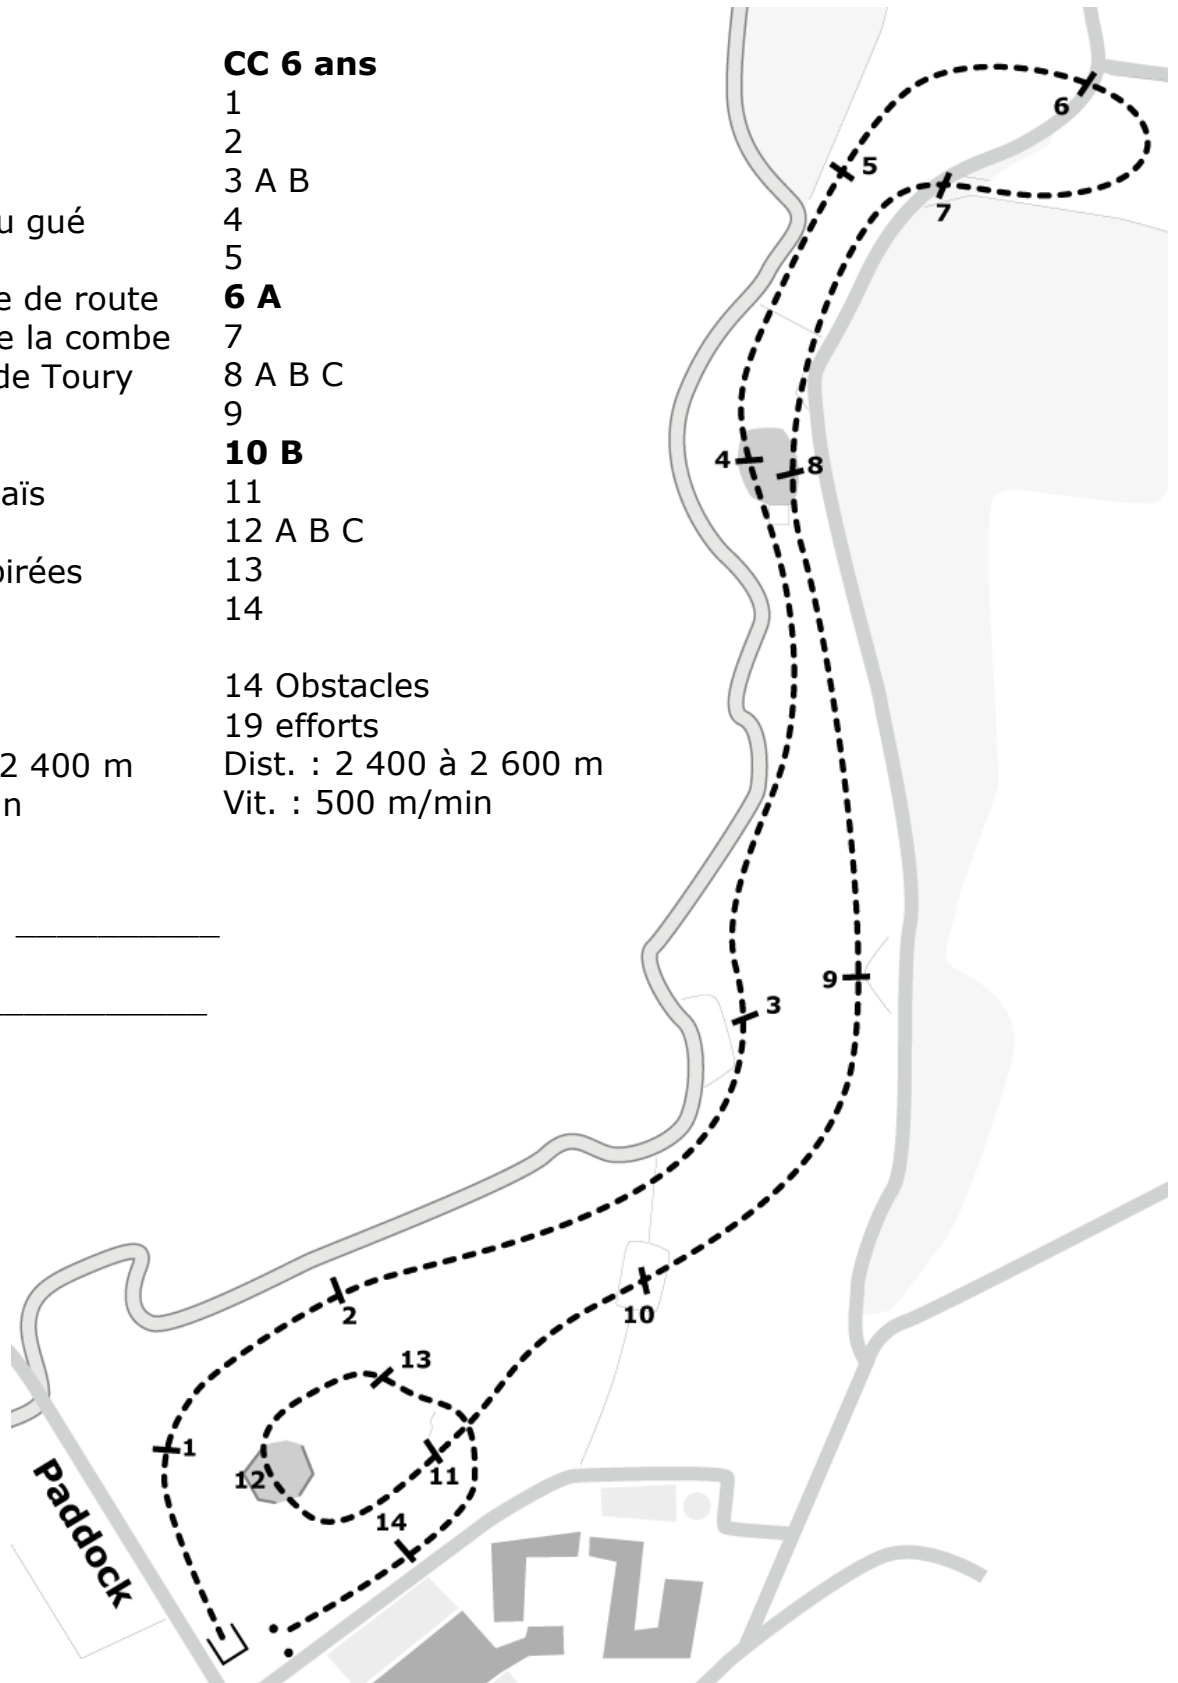 CC 6 ans
1
2
3 A B
u gué 4
5
e de route 6 A
e la combe 7
de Toury 8 A B C
9
10 B
aïs 11
12 A B C
oirées 13
14
14 Obstacles
19 efforts
2 400 m Dist. : 2 400 à 2 600 m
n Vit. : 500 m/min
6
5
7
4
8
3
9
2
10
13
1
11
12
14
Paddock